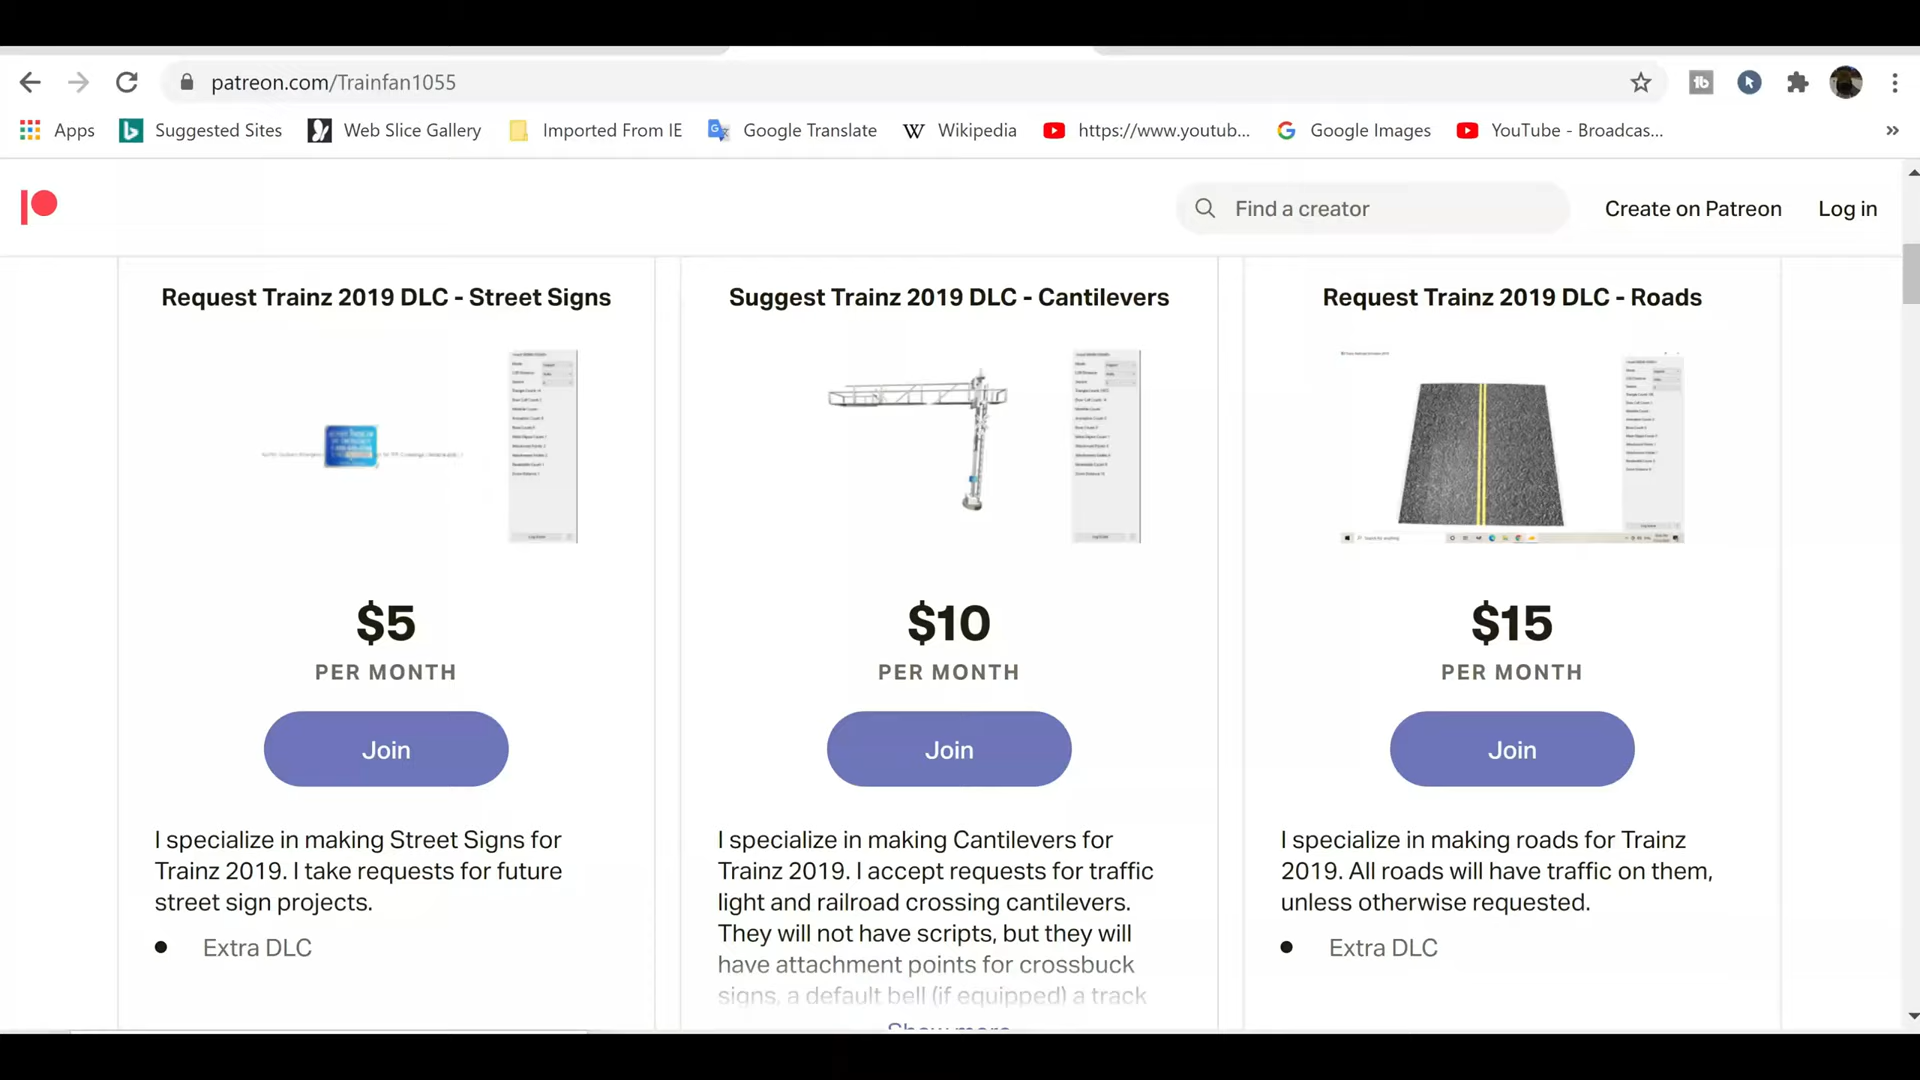 patreon.com/Trainfan1055
Apps Suggested Sites Web Slice Gallery Imported From IE Google Translate W Wikipedia https://www.youtub... Google Images YouTube - Broadcas... »
Find a creator Create on Patreon Log in
Request Trainz 2019 DLC - Street Signs
$5
PER MONTH
Join
I specialize in making Street Signs for
Trainz 2019. I take requests for future
street sign projects.
• Extra DLC
Suggest Trainz 2019 DLC - Cantilevers
$10
PER MONTH
Join
I specialize in making Cantilevers for
Trainz 2019. I accept requests for traffic
light and railroad crossing cantilevers.
They will not have scripts, but they will
have attachment points for crossbuck
signs, a default bell (if equipped) a track
Show more
Request Trainz 2019 DLC - Roads
$15
PER MONTH
Join
I specialize in making roads for Trainz
2019. All roads will have traffic on them,
unless otherwise requested.
• Extra DLC